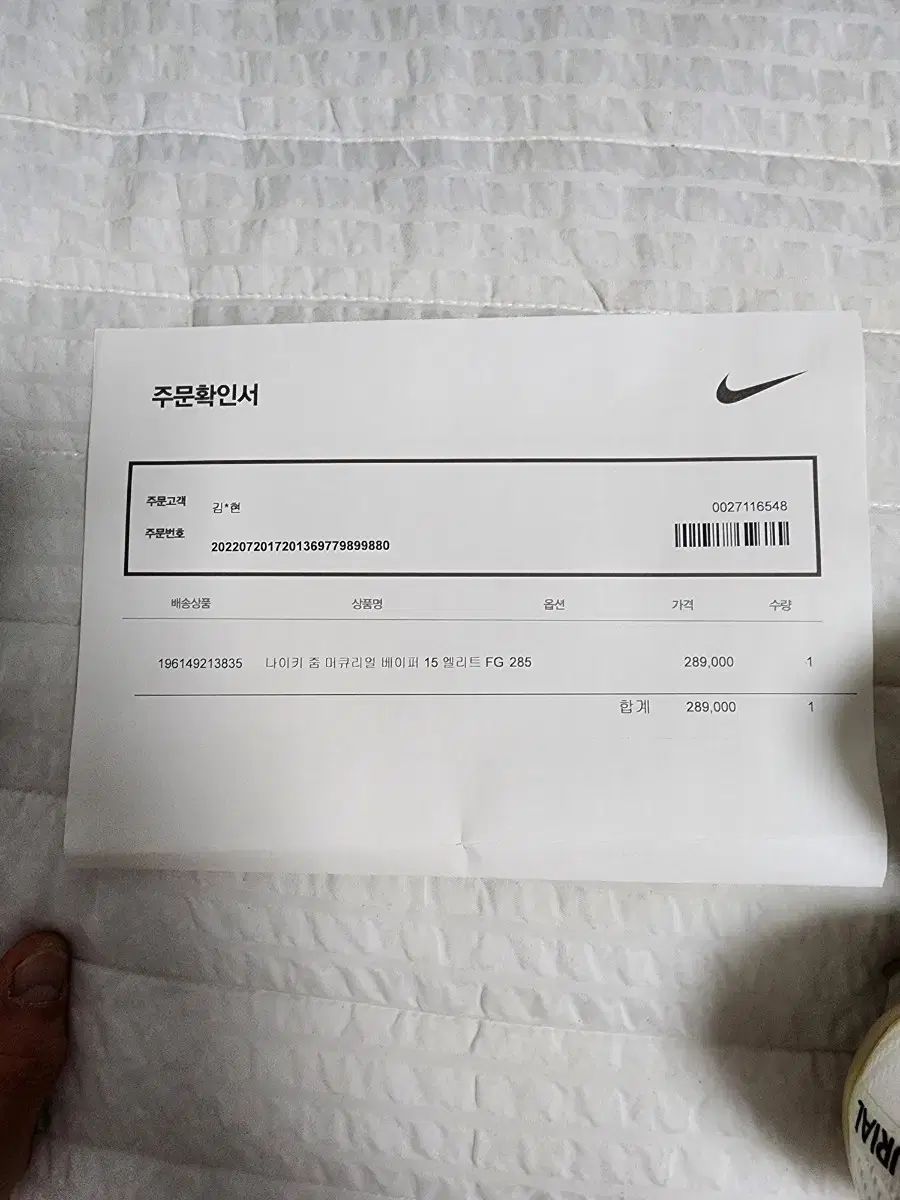 주문확인서
주문고객 김*현 0027116548
주문번호 2022072017201369779899880
배송상품 상품명 옵션 가격 수량
196149213835 나이키 줌 머큐리얼 베이퍼 15 엘리트 FG 285 289,000 1
합계 289,000 1
URIAL